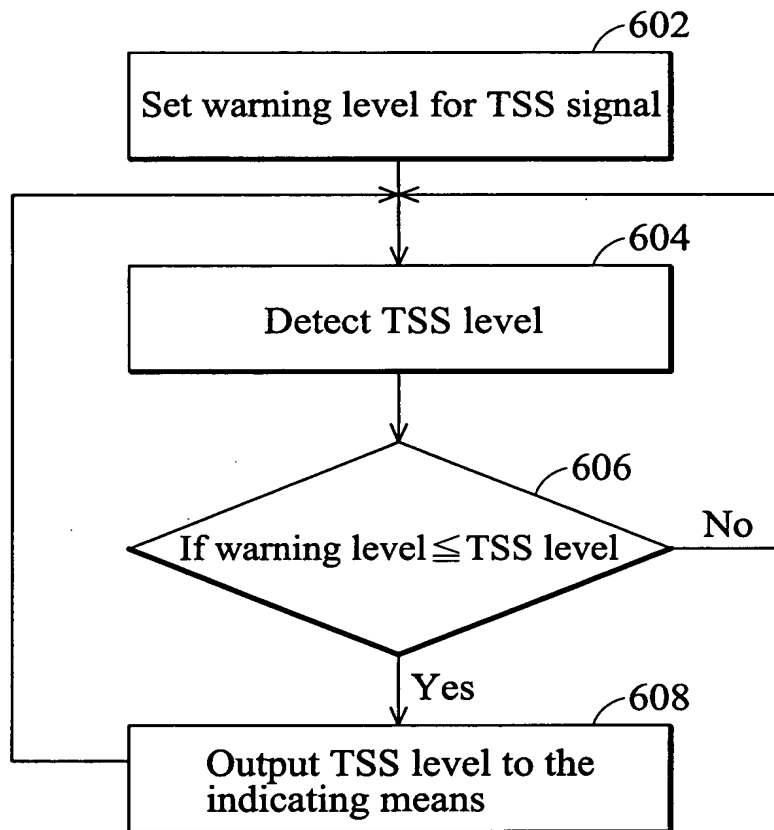 602
Set warning level for TSS signal
604
Detect TSS level
606
If warning level≦TSS level
No
Yes
608
Output TSS level to the
indicating means